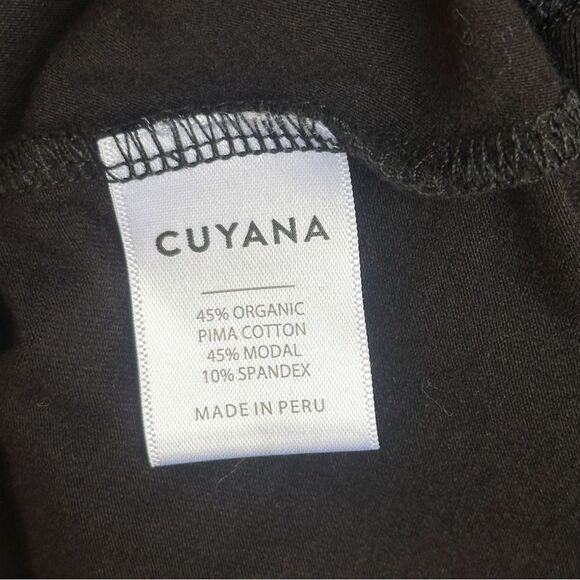 CUYANA
45% ORGANIC
PIMA COTTON
45% MODAL
10% SPANDEX
MADE IN PERU